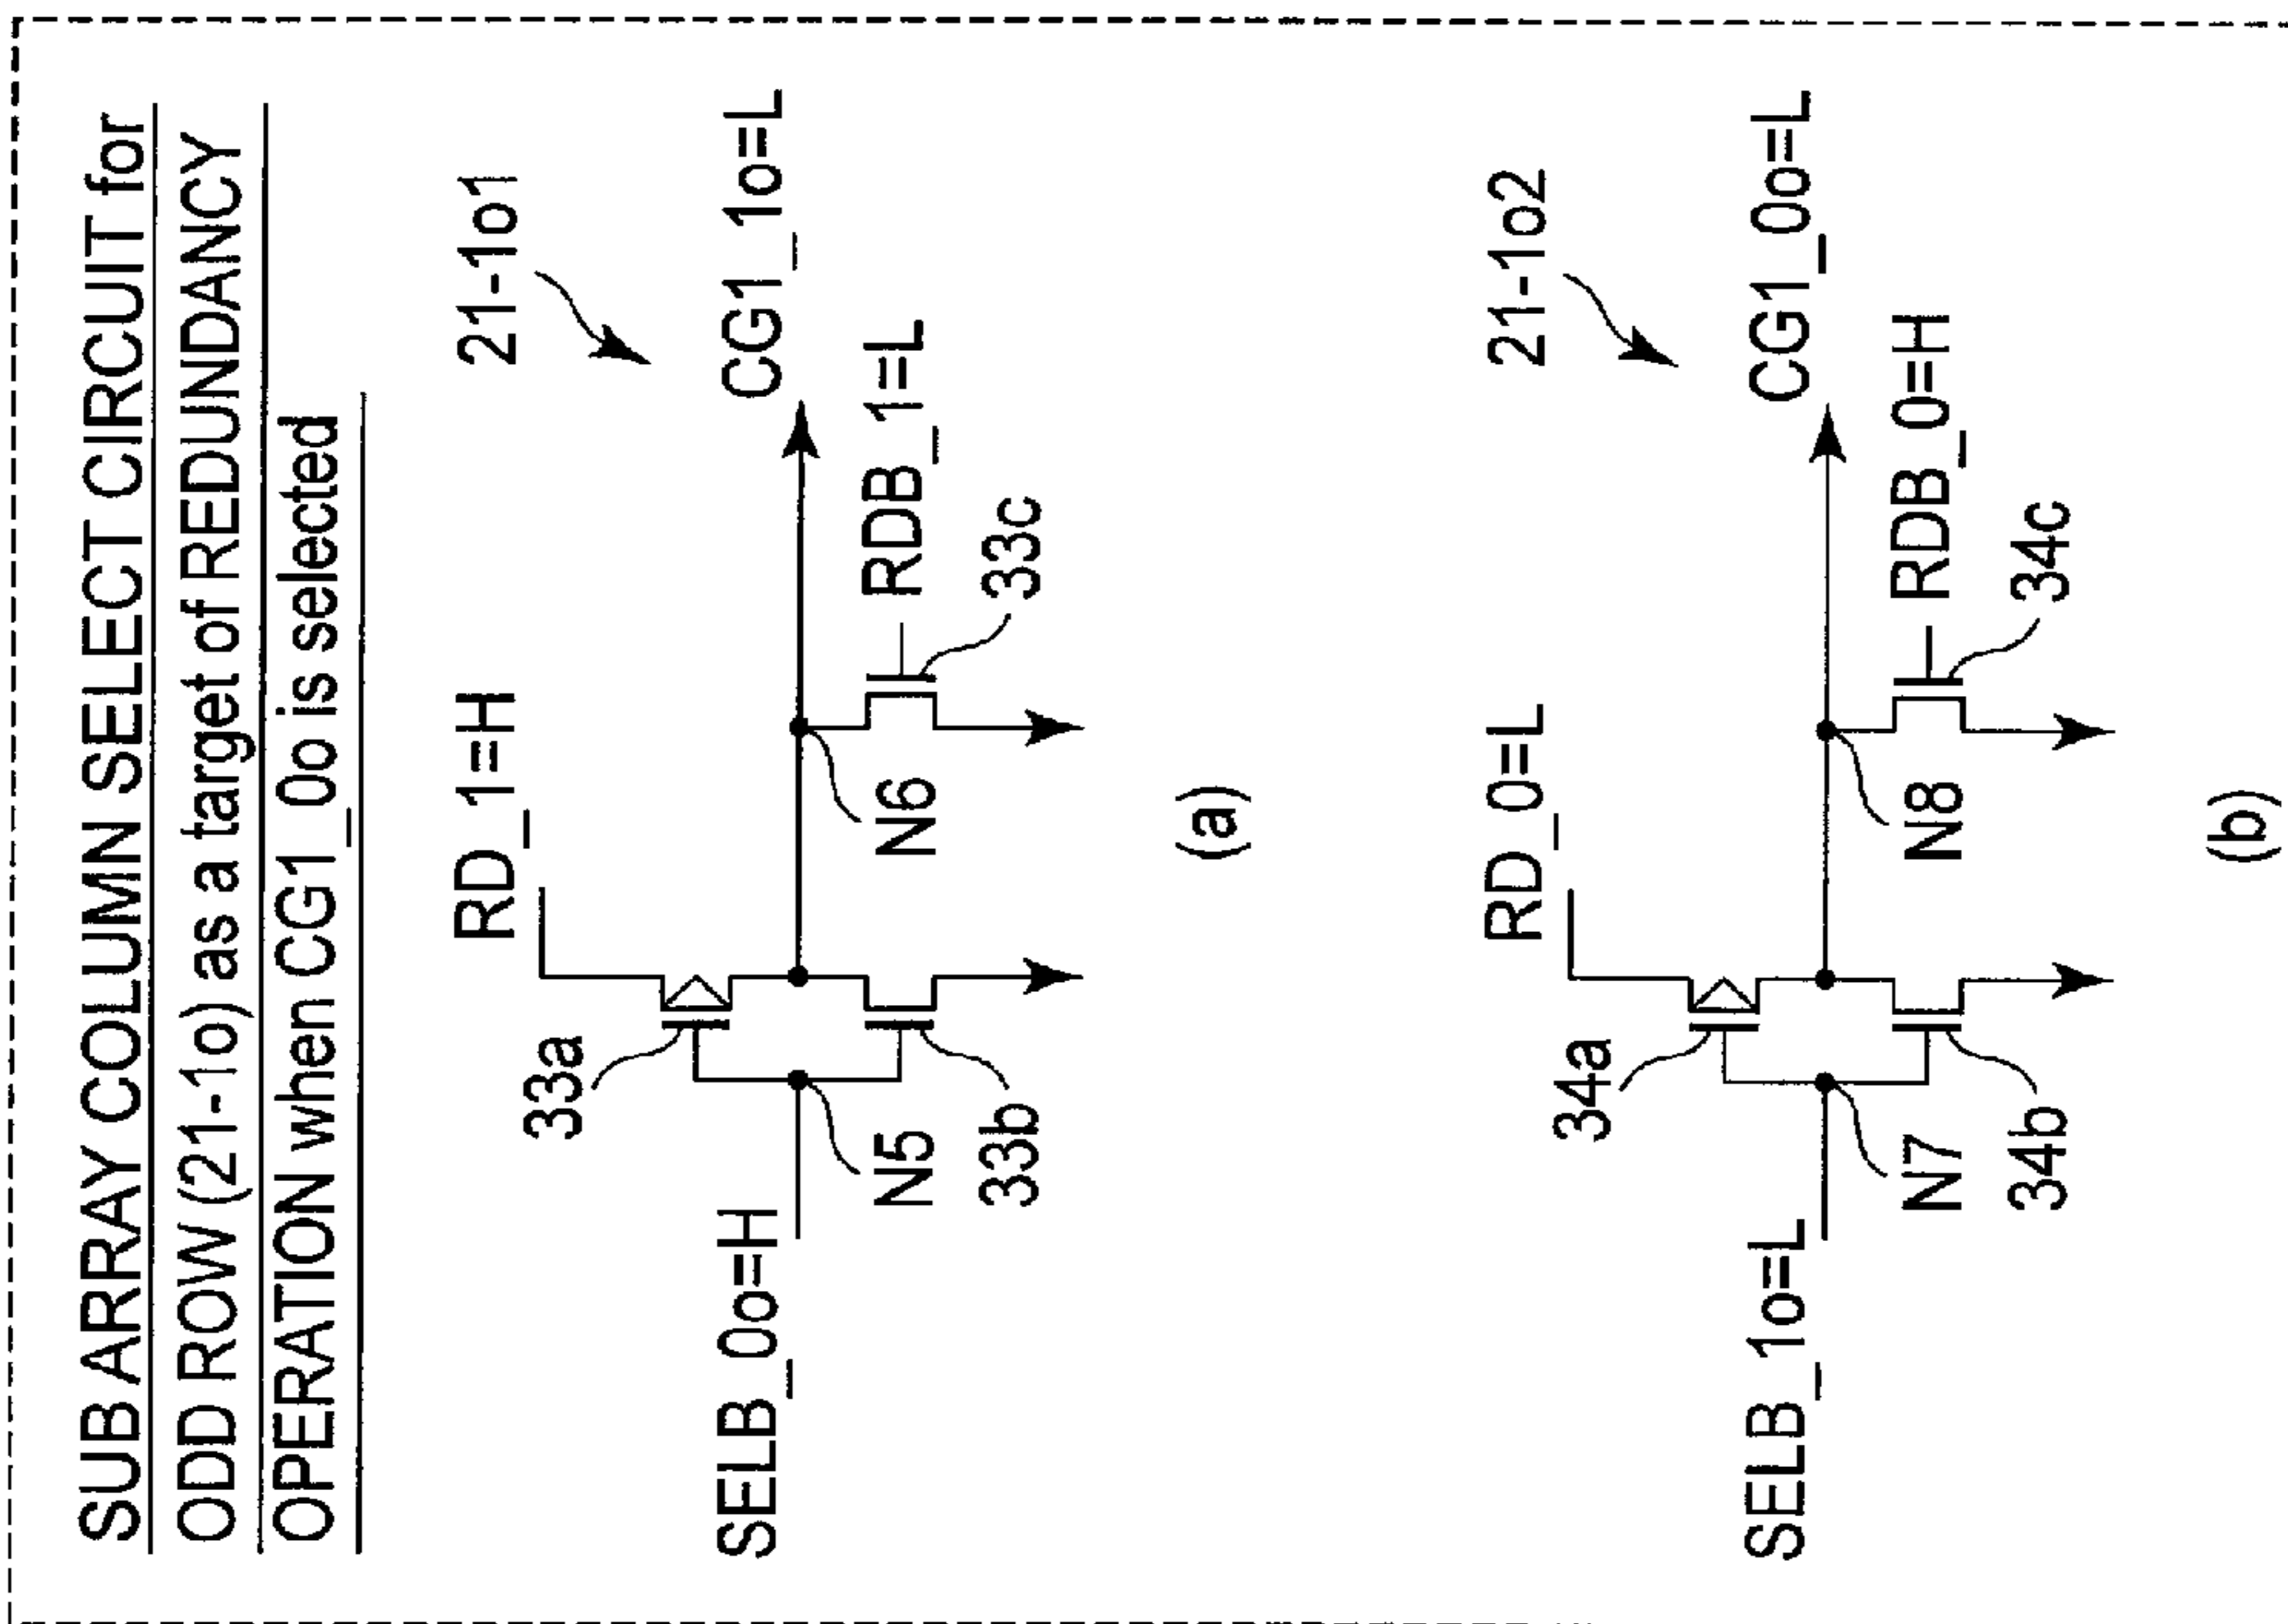 SUB ARRAY COLUMN SELECT CIRCUIT for
ODD ROW (21-1o) as a target of REDUNDANCY
OPERATION when CG1_0o is selected
RD_1=H
21-1o1
33a
SELB_0o=H
CG1_1o=L
N5
N6
RDB_1=L
33b
33c
(a)
RD_0=L
21-1o2
34a
SELB_1o=L
CG1_0o=L
N7
N8
RDB_0=H
34b
34c
(b)